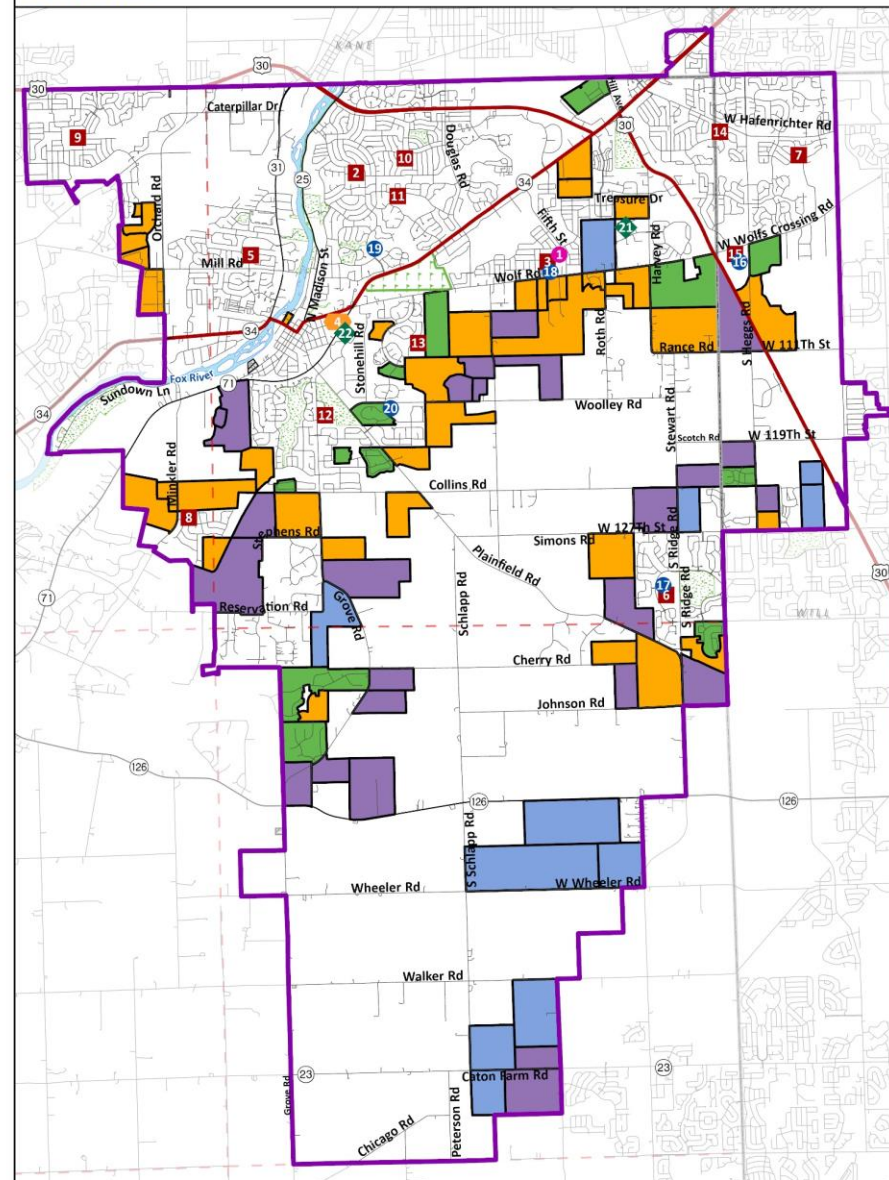 KANE
30
30
Caterpillar Dr
Hill Ave
30
W Hafenrichter Rd
14
9
31
25
10
Douglas Rd
2
7
34
11
Orchard Rd
Treasure Dr
Fifth St
21
Harvey Rd
W Wolfs Crossing Rd
N Madison St
19
5
Mill Rd
3
1
15
16
Wolf Rd
18
S Heggs Rd
4
22
34
Stonehill Rd
13
Roth Rd
Rance Rd
W 111Th St
Fox River
71
Sundown Ln
Woolley Rd
34
20
12
Stewart Rd
Scotch Rd
W 119Th St
Minkler Rd
Collins Rd
8
Stephens Rd
W 127Th St
Simons Rd
S Ridge Rd
Plainfield Rd
30
71
17
6
S Ridge Rd
Reservation Rd
Grove Rd
Schlapp Rd
WILL
Cherry Rd
Johnson Rd
126
126
126
S Schlapp Rd
Wheeler Rd
W Wheeler Rd
Walker Rd
23
23
Caton Farm Rd
Grove Rd
Peterson Rd
Chicago Rd